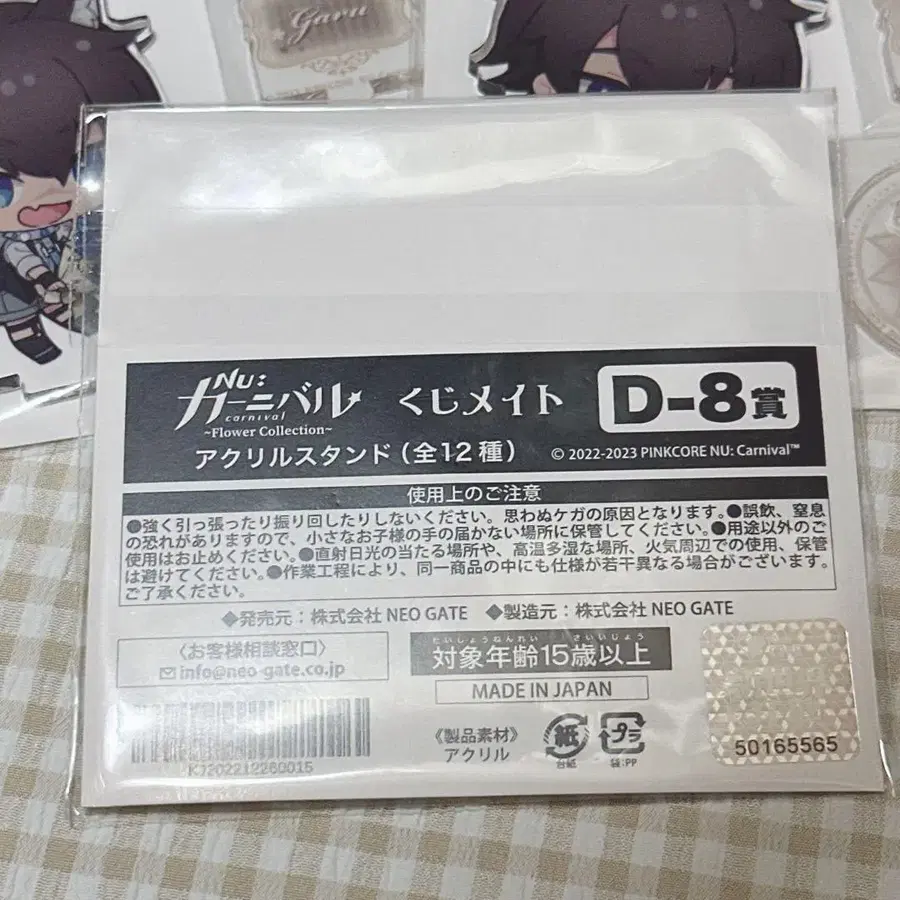 Garu
NU:
カーニバル
carnival
~Flower Collection~
くじメイト
D-8賞
アクリルスタンド(全12種)
© 2022-2023 PINKCORE NU: Carnival™
使用上のご注意
●強く引っ張ったり振り回したりしないください。思わぬケガの原因となります。●誤飲、窒息
の恐れがありますので、小さなお子様の手の届かない場所に保管してください。●用途以外のご
使用はお止めください。●直射日光の当たる場所や、高温多湿な場所、火気周辺での使用、保管
は避けてください。●作業工程により、同一商品の中にも仕様が若干異なる場合がございます。
ご了承ください。
◆発売元:株式会社 NEO GATE ◆製造元:株式会社 NEO GATE
〈お客様相談窓口〉
info@neo-gate.co.jp
たいしょうねんれい さいいじょう
対象年齢15歳以上
MADE IN JAPAN
《製品素材》
アクリル
紙
台紙
プラ
袋:PP
KJ202212260015
50165565